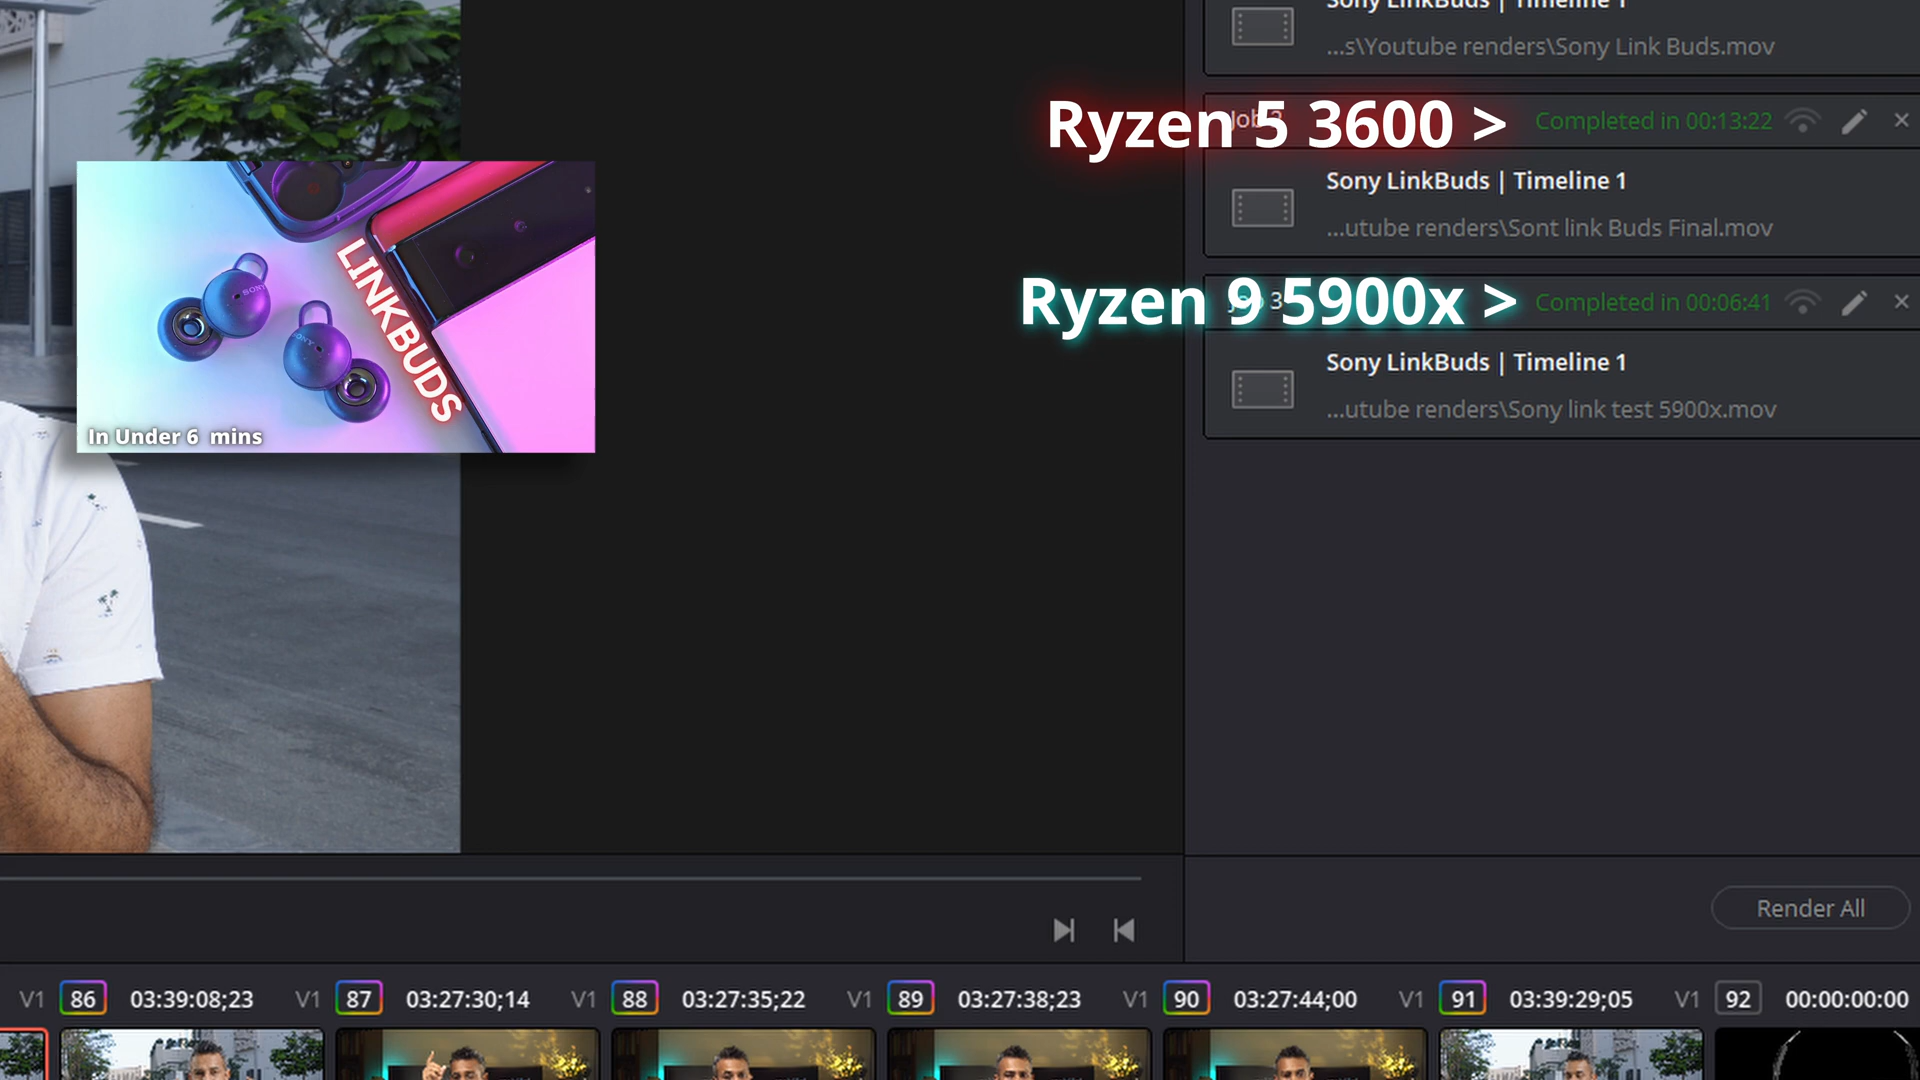 Sony LinkBuds | Timeline 1
...s\Youtube renders\Sony Link Buds.mov
Ryzen 5 3600 >
Completed in 00:13:22
Sony LinkBuds | Timeline 1
...utube renders\Sont link Buds Final.mov
Ryzen 9 5900x >
Completed in 00:06:41
Sony LinkBuds | Timeline 1
...utube renders\Sony link test 5900x.mov
SONY
LINKBUDS
In Under 6 mins
Render All
V1 86 03:39:08;23
V1 87 03:27:30;14
V1 88 03:27:35;22
V1 89 03:27:38;23
V1 90 03:27:44;00
V1 91 03:39:29;05
V1 92 00:00:00:00